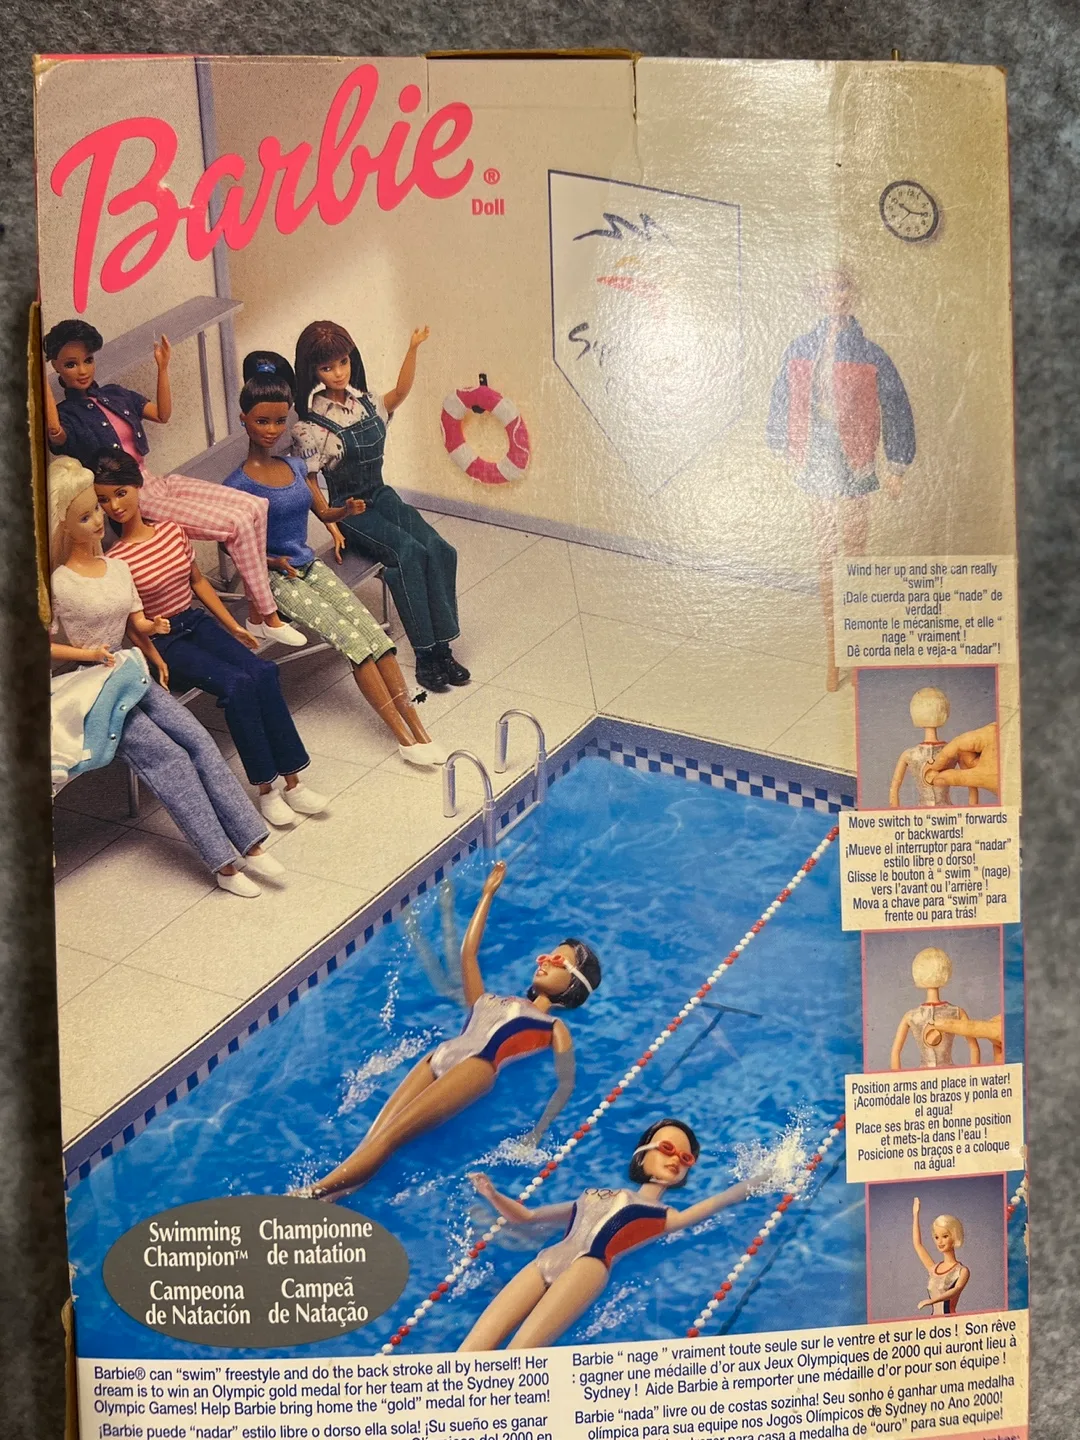 Barbie®
Doll
Wind her up and she can really
“swim”!
¡Dale cuerda para que “nade” de
verdad!
Remonte le mécanisme, et elle “
nage ” vraiment !
Dê corda nela e veja-a “nadar”!
Move switch to “swim” forwards
or backwards!
¡Mueve el interruptor para “nadar”
estilo libre o dorso!
Glisse le bouton à “ swim ” (nage)
vers l’avant ou l’arrière !
Mova a chave para “swim” para
frente ou para trás!
Position arms and place in water!
¡Acomódale los brazos y ponla en
el agua!
Place ses bras en bonne position
et mets-la dans l’eau !
Posicione os braços e a coloque
na água!
Swimming
Champion™
Championne
de natation
Campeona
de Natación
Campeã
de Natação
Barbie® can “swim” freestyle and do the back stroke all by herself! Her
dream is to win an Olympic gold medal for her team at the Sydney 2000
Olympic Games! Help Barbie bring home the “gold” medal for her team!
¡Barbie puede “nadar” estilo libre o dorso ella sola! ¡Su sueño es ganar
del 2000 en
Barbie “ nage ” vraiment toute seule sur le ventre et sur le dos ! Son rêve
: gagner une médaille d’or aux Jeux Olympiques de 2000 qui auront lieu à
Sydney ! Aide Barbie à remporter une médaille d’or pour son équipe !
Barbie “nada” livre ou de costas sozinha! Seu sonho é ganhar uma medalha
olímpica para sua equipe nos Jogos Olímpicos de Sydney no Ano 2000!
para casa a medalha de “ouro” para sua equipe!